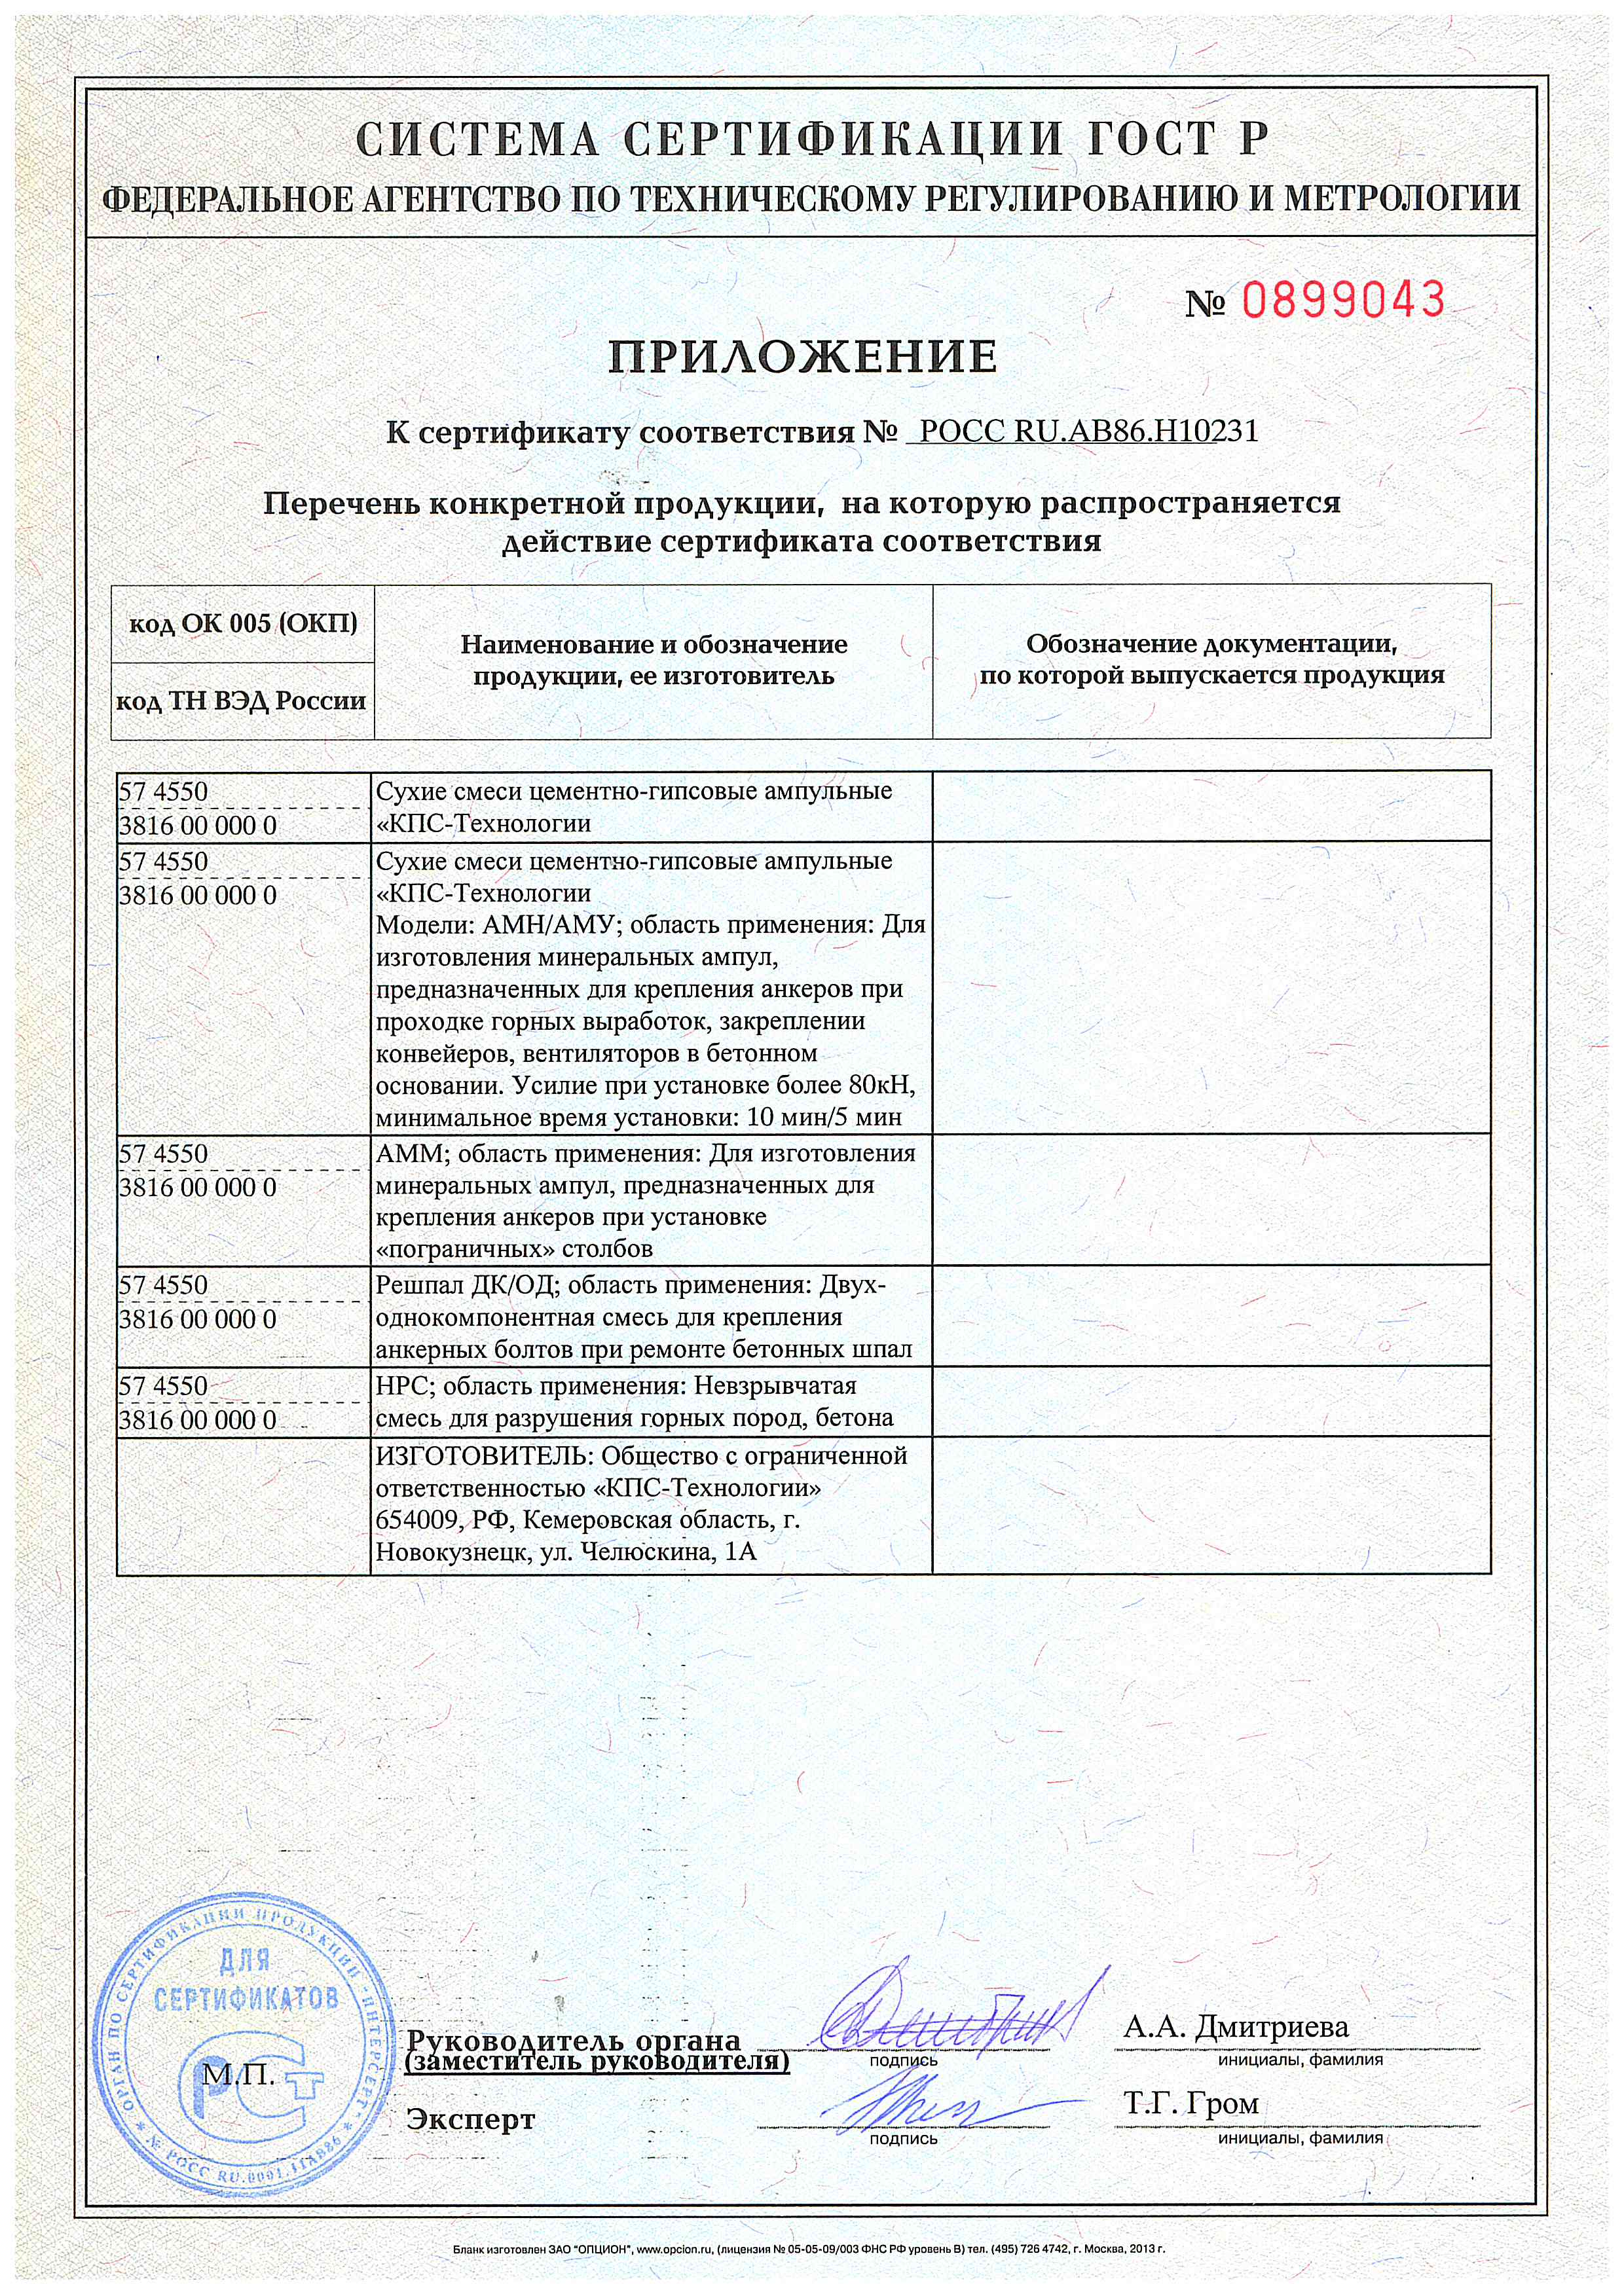 СИСТЕМА СЕРТИФИКАЦИИ ГОСТ Р
ФЕДЕРАЛЬНОЕ АГЕНТСТВО ПО ТЕХНИЧЕСКОМУ РЕГУЛИРОВАНИЮ И МЕТРОЛОГИИ
№ 0899043
ПРИЛОЖЕНИЕ
К сертификату соответствия № РОСС RU.АВ86.Н10231
Перечень конкретной продукции, на которую распространяется
действие сертификата соответствия
код ОК 005 (ОКП)
код ТН ВЭД России
Наименование и обозначение
продукции, ее изготовитель
Обозначение документации,
по которой выпускается продукция
57 4550
3816 00 000 0
Сухие смеси цементно-гипсовые ампульные
«КПС-Технологии
57 4550
3816 00 000 0
Сухие смеси цементно-гипсовые ампульные
«КПС-Технологии
Модели: АМН/АМУ; область применения: Для
изготовления минеральных ампул,
предназначенных для крепления анкеров при
проходке горных выработок, закреплении
конвейеров, вентиляторов в бетонном
основании. Усилие при установке более 80кН,
минимальное время установки: 10 мин/5 мин
57 4550
3816 00 000 0
АММ; область применения: Для изготовления
минеральных ампул, предназначенных для
крепления анкеров при установке
«пограничных» столбов
57 4550
3816 00 000 0
Решпал ДК/ОД; область применения: Двух-
однокомпонентная смесь для крепления
анкерных болтов при ремонте бетонных шпал
57 4550
3816 00 000 0
НРС; область применения: Невзрывчатая
смесь для разрушения горных пород, бетона
ИЗГОТОВИТЕЛЬ: Общество с ограниченной
ответственностью «КПС-Технологии»
654009, РФ, Кемеровская область, г.
Новокузнецк, ул. Челюскина, 1А
ОРГАН ПО СЕРТИФИКАЦИИ ПРОДУКЦИИ "ИНТЕРСЕРТ"
№ РОСС RU.0001.11АВ86
ДЛЯ
СЕРТИФИКАТОВ
М.П.
Руководитель органа
(заместитель руководителя)
подпись
А.А. Дмитриева
инициалы, фамилия
Эксперт
подпись
Т.Г. Гром
инициалы, фамилия
Бланк изготовлен ЗАО "ОПЦИОН", www.opcion.ru, (лицензия № 05-05-09/003 ФНС РФ уровень В) тел. (495) 726 4742, г. Москва, 2013 г.